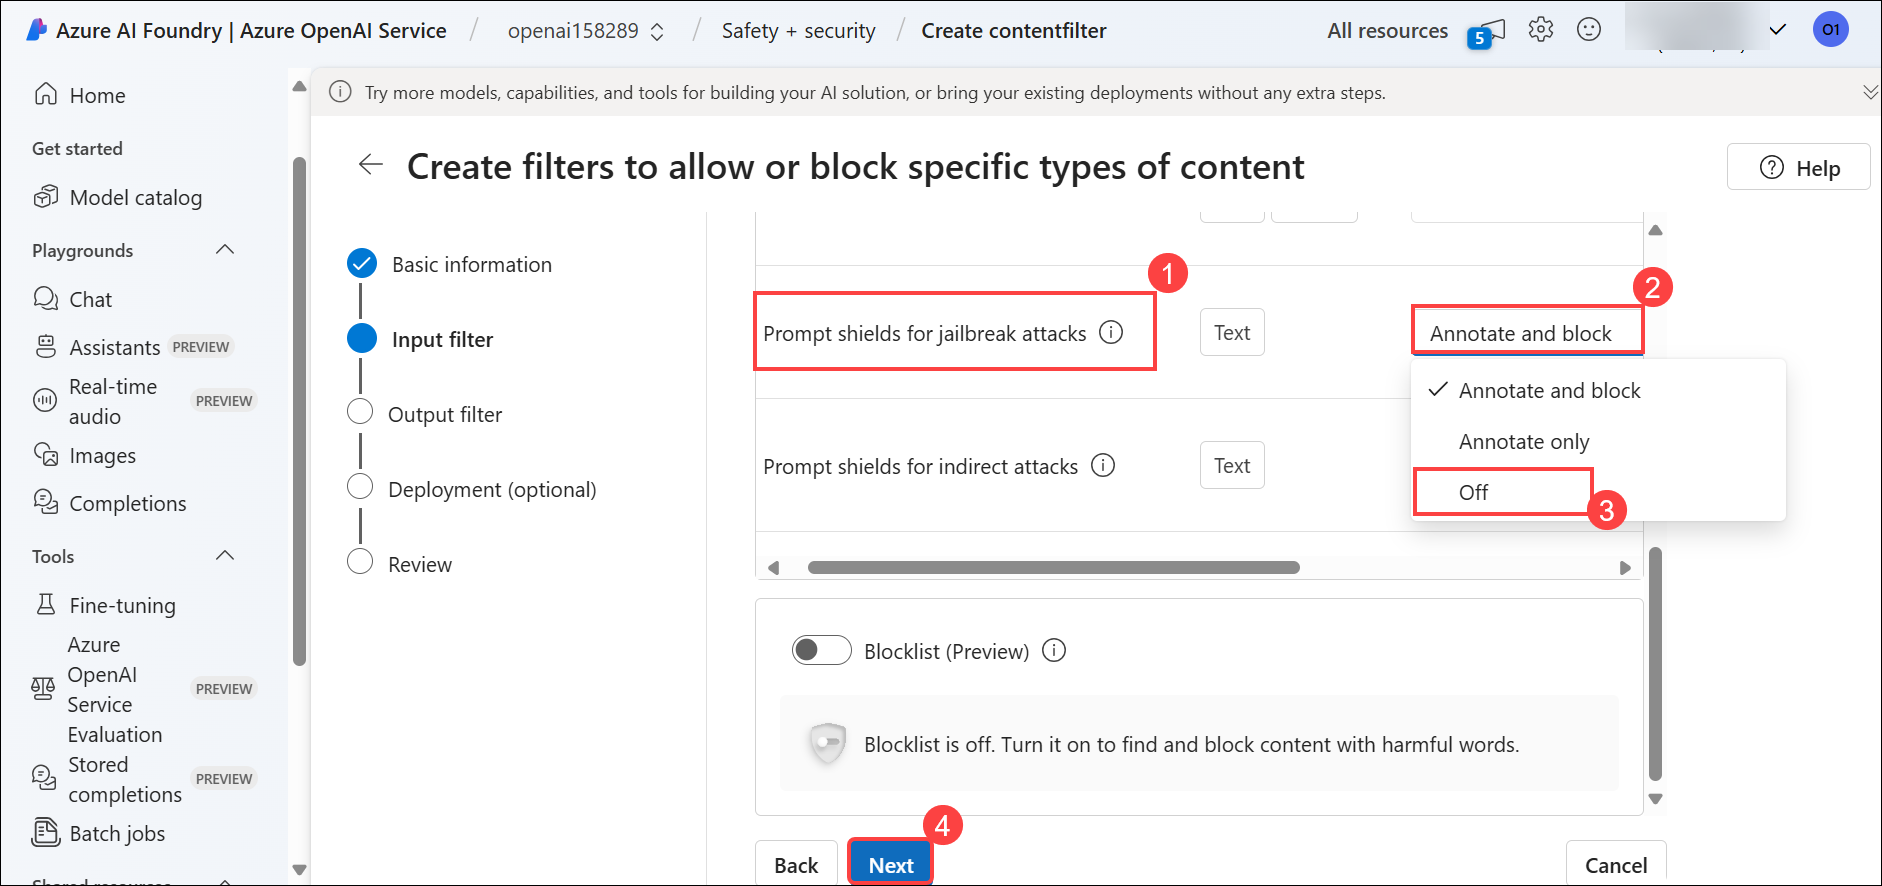 Azure AI Foundry | Azure OpenAI Service / openai158289 / Safety + security / Create contentfilter All resources 5 O1
Try more models, capabilities, and tools for building your AI solution, or bring your existing deployments without any extra steps.
Home
Get started
Model catalog
Playgrounds
Chat
Assistants PREVIEW
Real-time
audio PREVIEW
Images
Completions
Tools
Fine-tuning
Azure
OpenAI
Service PREVIEW
Evaluation
Stored
completions PREVIEW
Batch jobs
Shared resources
Create filters to allow or block specific types of content
Help
Basic information
Input filter
Output filter
Deployment (optional)
Review
1
2
Prompt shields for jailbreak attacks Text Annotate and block
Annotate and block
Annotate only
Off
3
Prompt shields for indirect attacks Text
Blocklist (Preview)
Blocklist is off. Turn it on to find and block content with harmful words.
4
Back Next Cancel